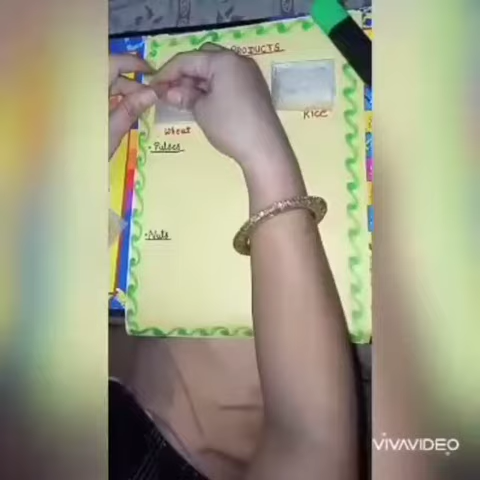 PRODUCTS
Rice
Wheat
• Pulses
• Nuts
VIVAVIDEO